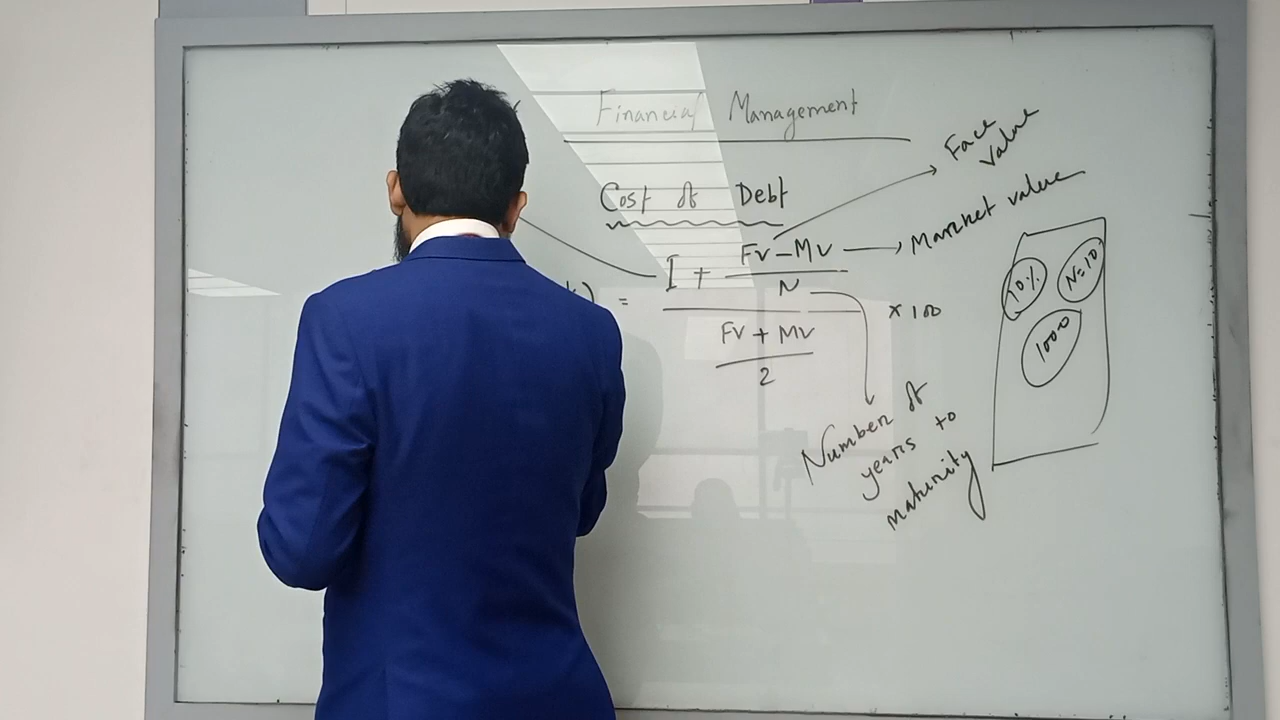 Financial Management
Cost of Debt
Face
value
Fv - Mv
Market value
I +
N
) =
× 100
Fv + Mv
2
Number of
years to
maturity
10%
N=10
1000